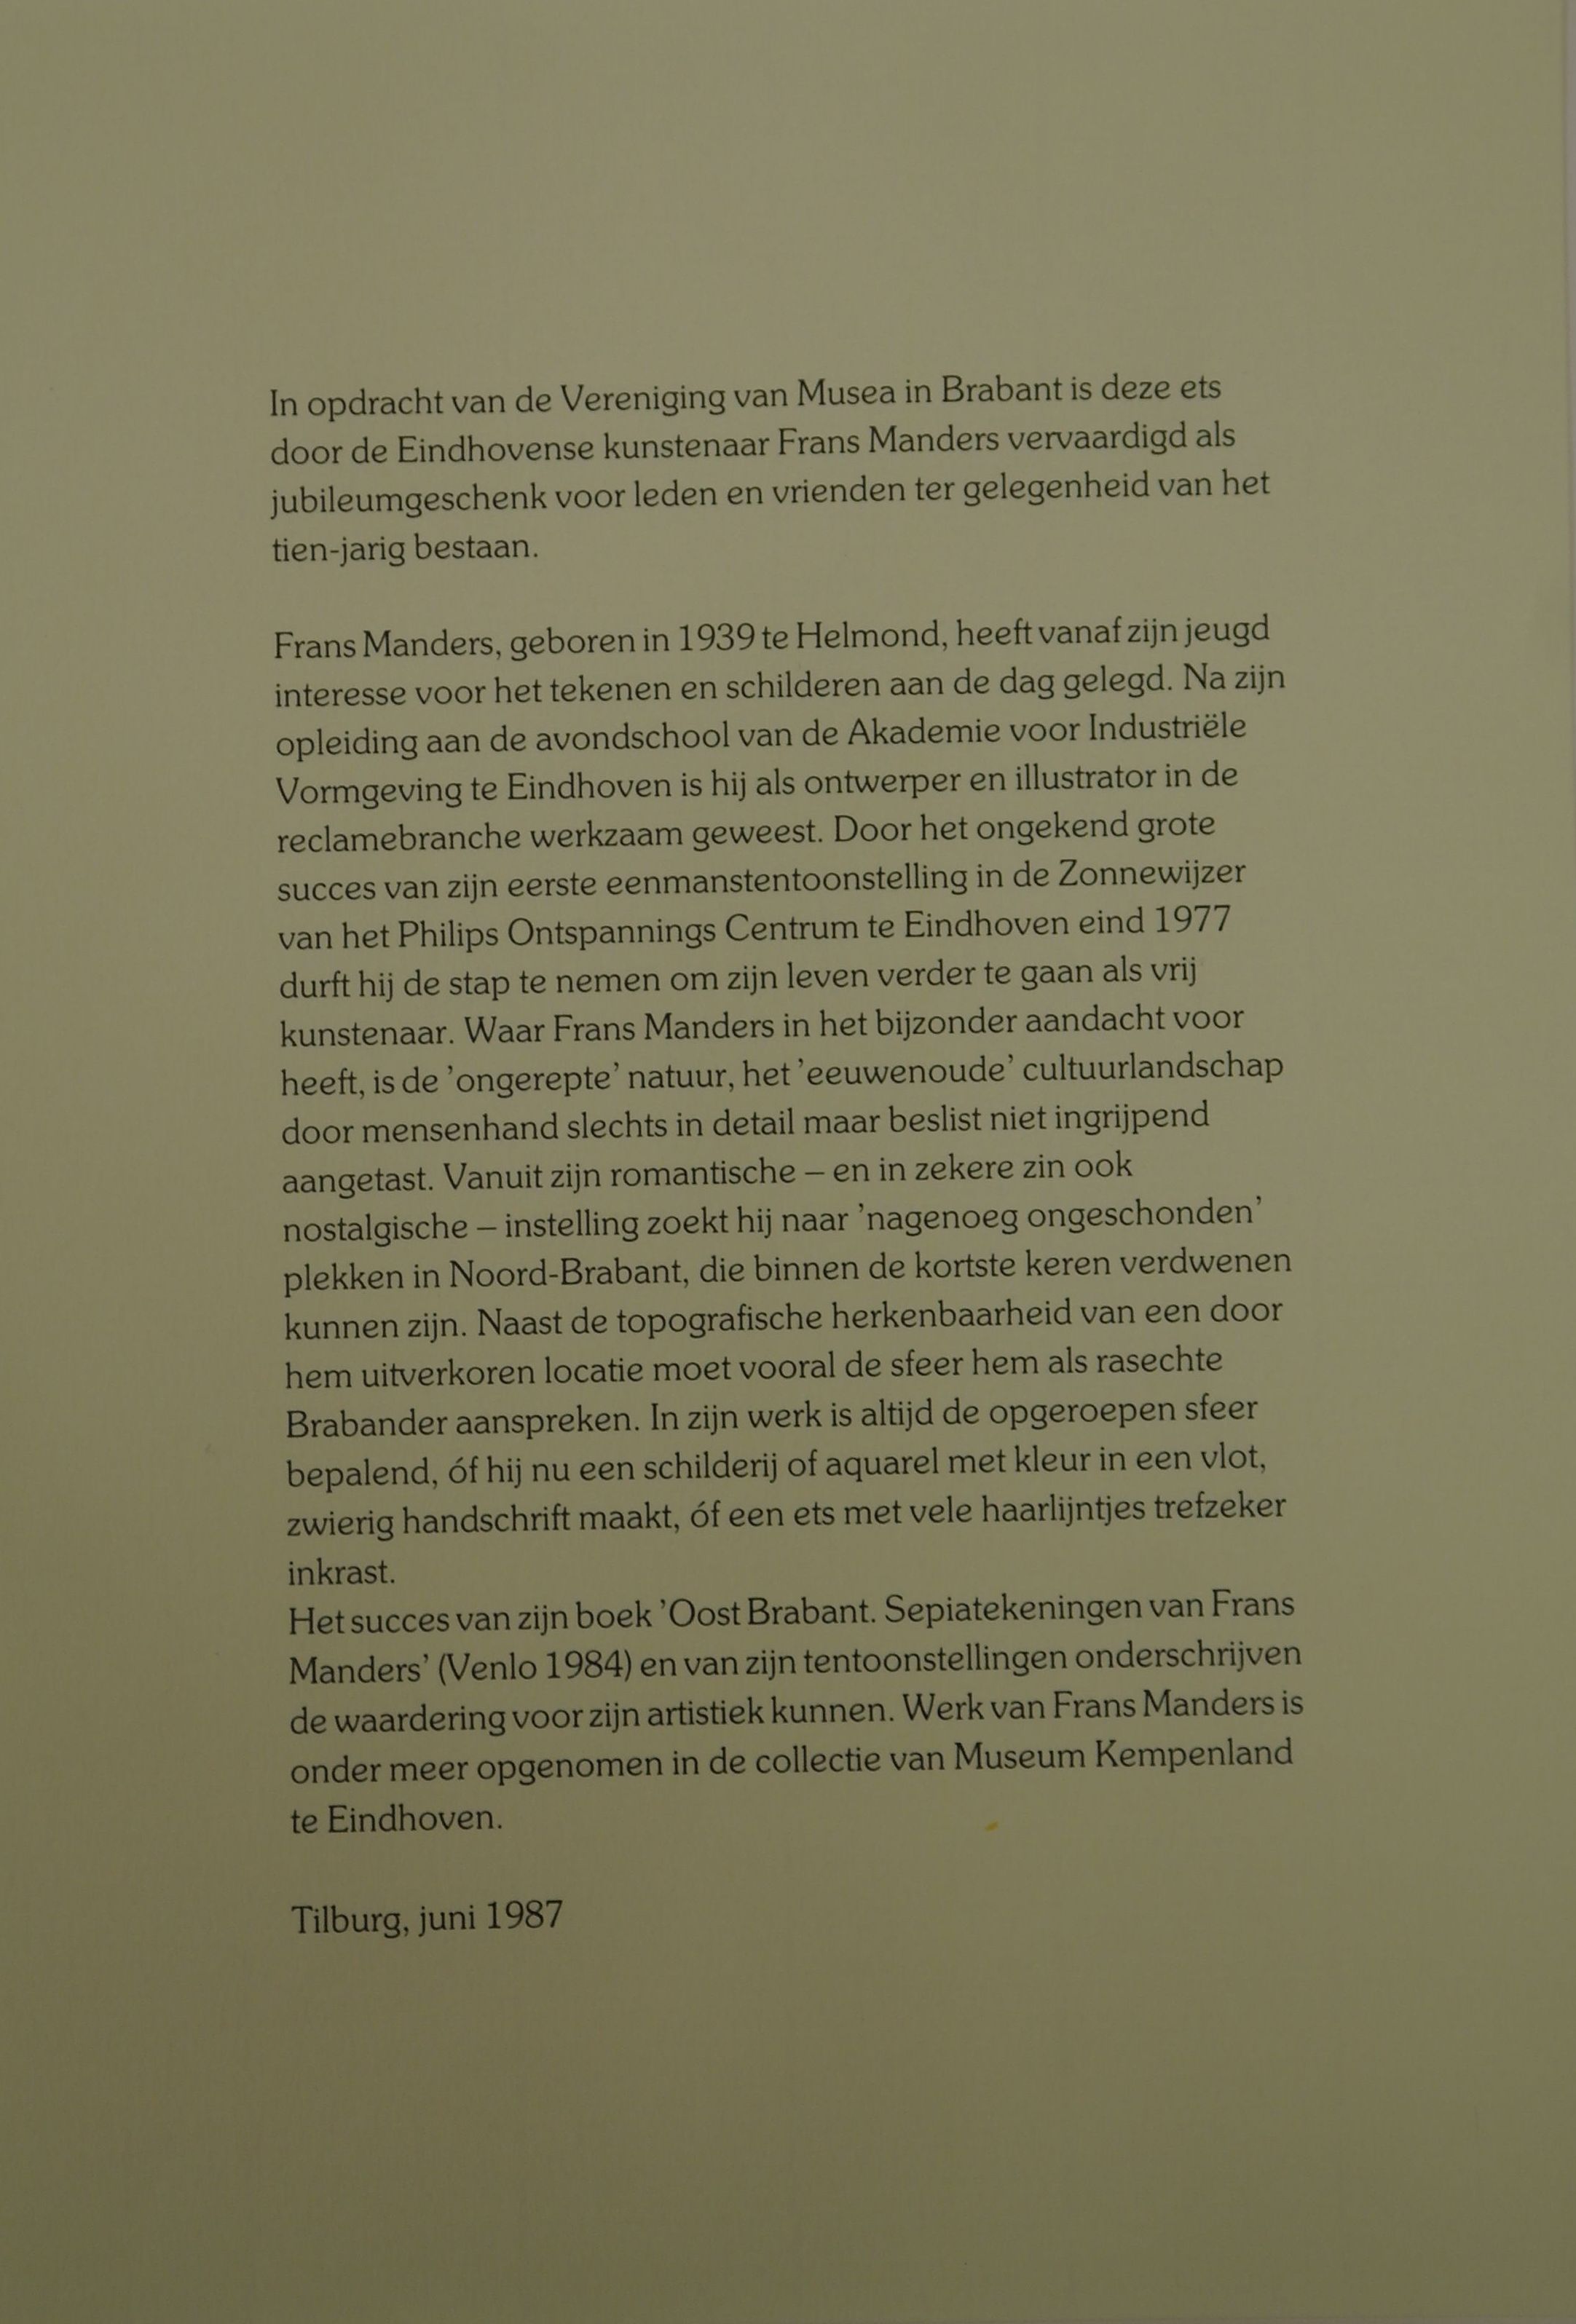 In opdracht van de Vereniging van Musea in Brabant is deze ets
door de Eindhovense kunstenaar Frans Manders vervaardigd als
jubileumgeschenk voor leden en vrienden ter gelegenheid van het
tien-jarig bestaan.
Frans Manders, geboren in 1939 te Helmond, heeft vanaf zijn jeugd
interesse voor het tekenen en schilderen aan de dag gelegd. Na zijn
opleiding aan de avondschool van de Akademie voor Industriële
Vormgeving te Eindhoven is hij als ontwerper en illustrator in de
reclamebranche werkzaam geweest. Door het ongekend grote
succes van zijn eerste eenmanstentoonstelling in de Zonnewijzer
van het Philips Ontspannings Centrum te Eindhoven eind 1977
durft hij de stap te nemen om zijn leven verder te gaan als vrij
kunstenaar. Waar Frans Manders in het bijzonder aandacht voor
heeft, is de ’ongerepte’ natuur, het ’eeuwenoude’ cultuurlandschap
door mensenhand slechts in detail maar beslist niet ingrijpend
aangetast. Vanuit zijn romantische – en in zekere zin ook
nostalgische – instelling zoekt hij naar ’nagenoeg ongeschonden’
plekken in Noord-Brabant, die binnen de kortste keren verdwenen
kunnen zijn. Naast de topografische herkenbaarheid van een door
hem uitverkoren locatie moet vooral de sfeer hem als rasechte
Brabander aanspreken. In zijn werk is altijd de opgeroepen sfeer
bepalend, óf hij nu een schilderij of aquarel met kleur in een vlot,
zwierig handschrift maakt, óf een ets met vele haarlijntjes trefzeker
inkrast.
Het succes van zijn boek ’Oost Brabant. Sepiatekeningen van Frans
Manders’ (Venlo 1984) en van zijn tentoonstellingen onderschrijven
de waardering voor zijn artistiek kunnen. Werk van Frans Manders is
onder meer opgenomen in de collectie van Museum Kempenland
te Eindhoven.
Tilburg, juni 1987